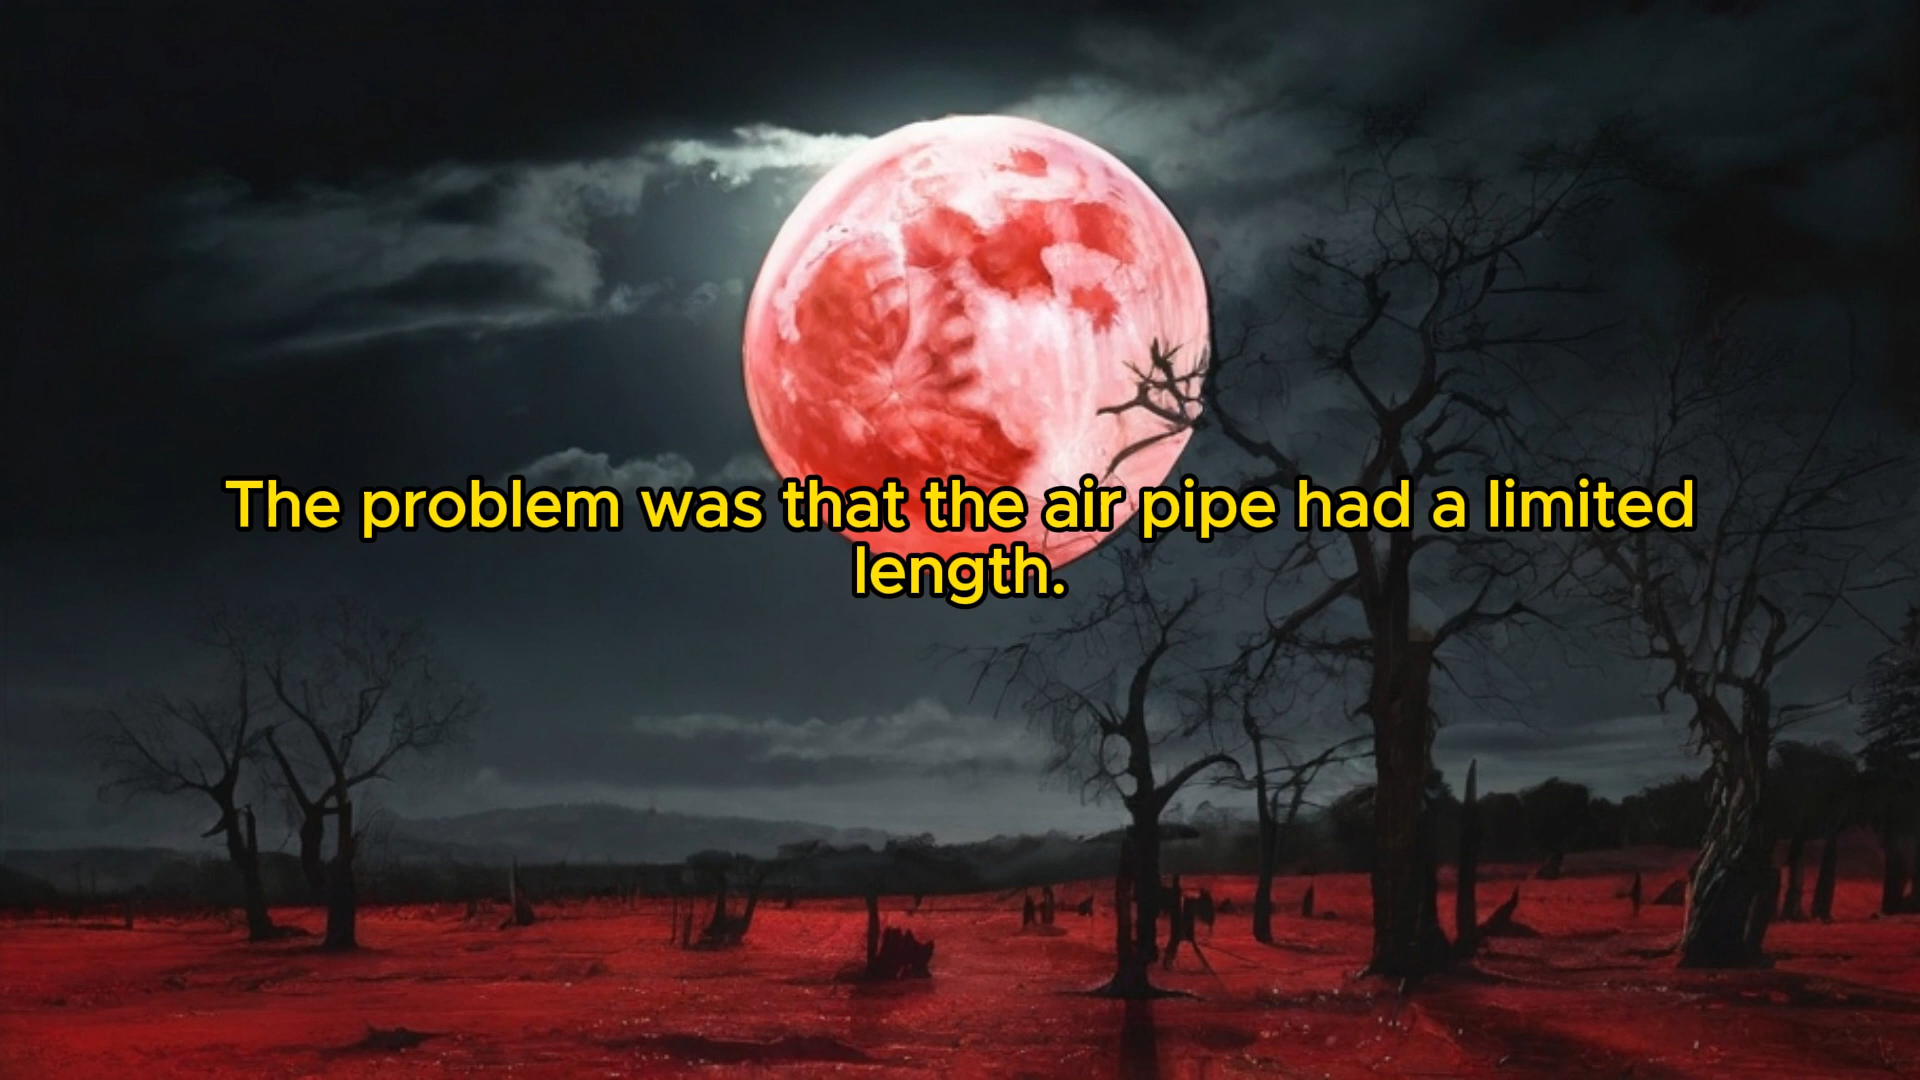 The problem was that the air pipe had a limited
length.